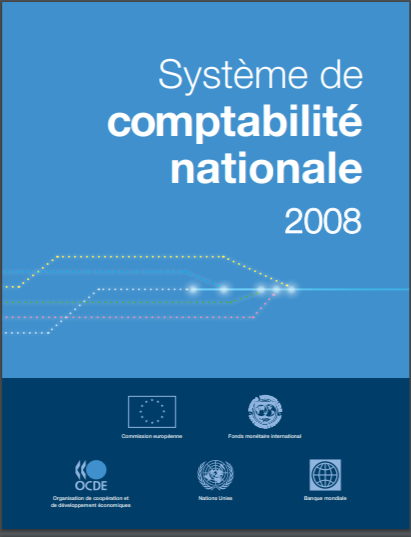 Système de
comptabilité
nationale
2008
Commission européenne
Fonds monétaire international
OCDE
Organisation de coopération et
de développement économiques
Nations Unies
Banque mondiale